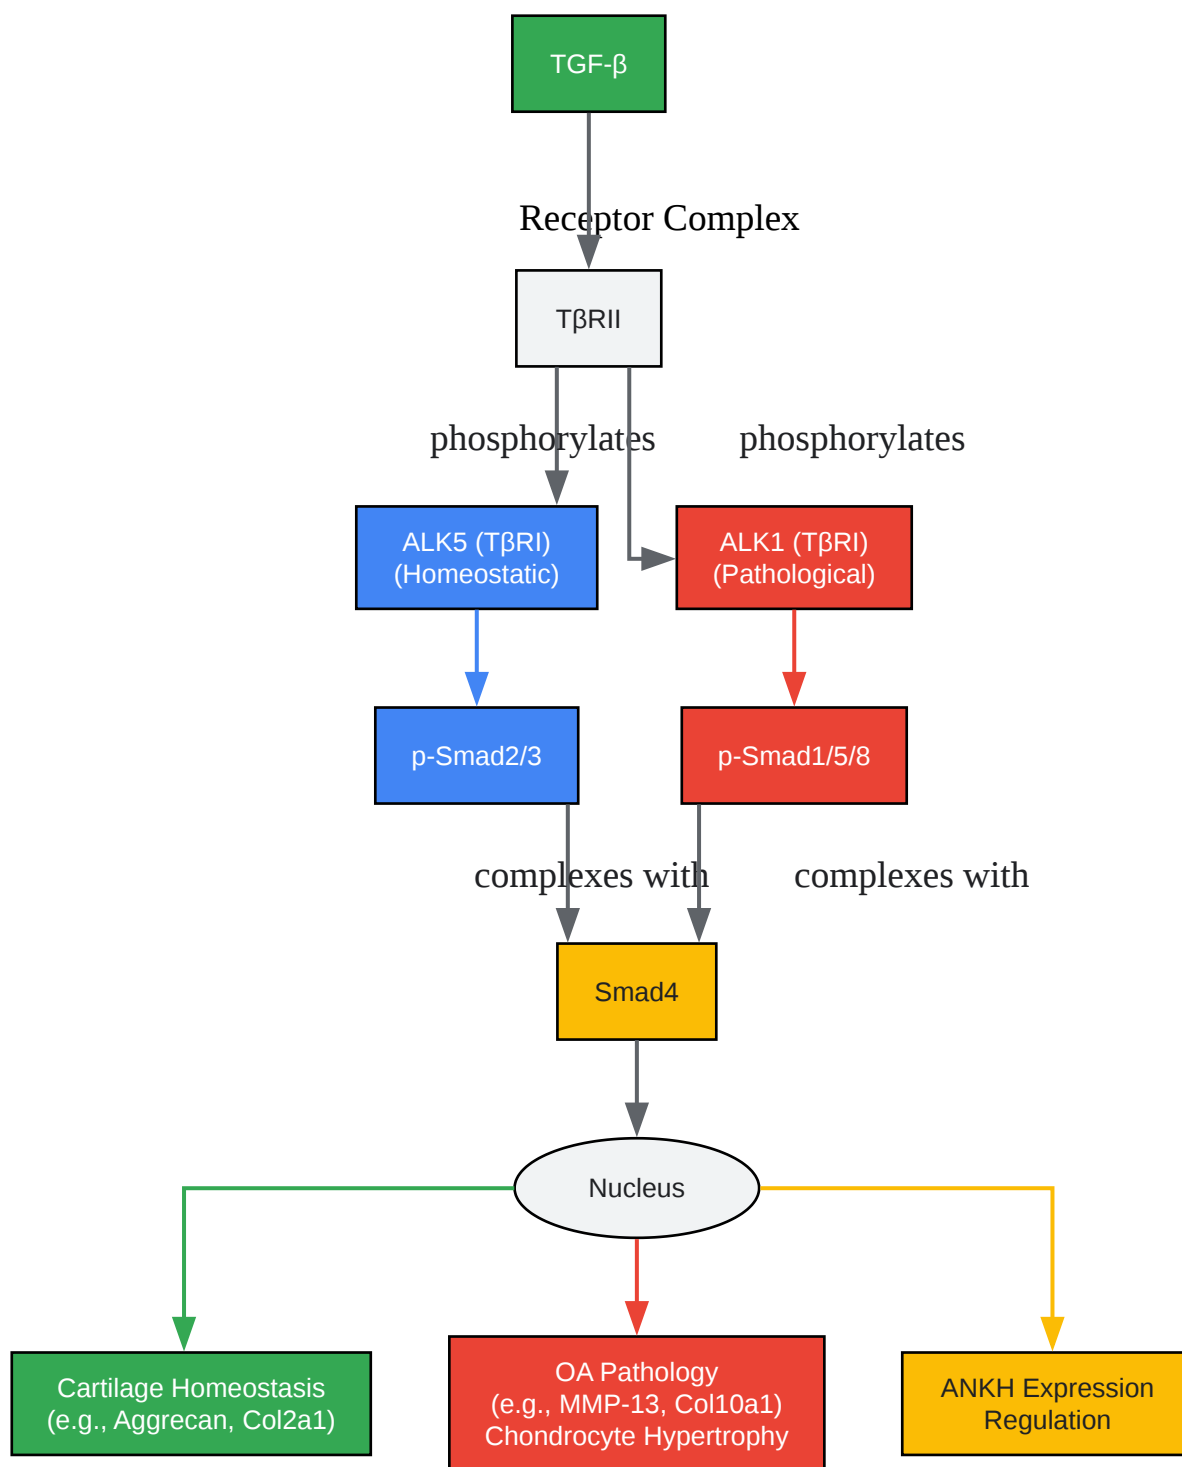 TGF-β
Receptor Complex
TβRII
phosphorylates
phosphorylates
ALK5 (TβRI)
(Homeostatic)
ALK1 (TβRI)
(Pathological)
p-Smad2/3
p-Smad1/5/8
complexes with
complexes with
Smad4
Nucleus
Cartilage Homeostasis
(e.g., Aggrecan, Col2a1)
OA Pathology
(e.g., MMP-13, Col10a1)
Chondrocyte Hypertrophy
ANKH Expression
Regulation